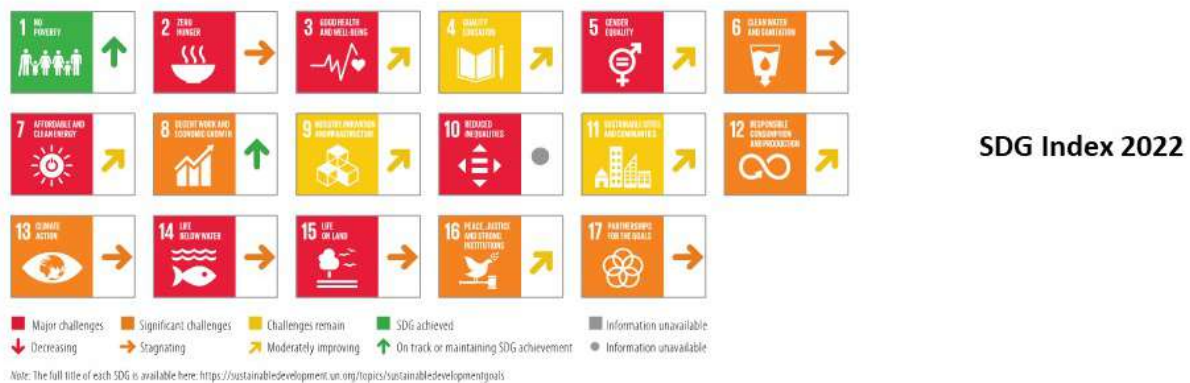 1 NO
POVERTY
2 ZERO
HUNGER
3 GOOD HEALTH
AND WELL-BEING
4 QUALITY
EDUCATION
5 GENDER
EQUALITY
6 CLEAN WATER
AND SANITATION
7 AFFORDABLE AND
CLEAN ENERGY
8 DECENT WORK AND
ECONOMIC GROWTH
9 INDUSTRY, INNOVATION
AND INFRASTRUCTURE
10 REDUCED
INEQUALITIES
11 SUSTAINABLE CITIES
AND COMMUNITIES
12 RESPONSIBLE
CONSUMPTION
AND PRODUCTION
SDG Index 2022
13 CLIMATE
ACTION
14 LIFE
BELOW WATER
15 LIFE
ON LAND
16 PEACE, JUSTICE
AND STRONG
INSTITUTIONS
17 PARTNERSHIPS
FOR THE GOALS
Major challenges Significant challenges Challenges remain SDG achieved Information unavailable
Decreasing Stagnating Moderately improving On track or maintaining SDG achievement Information unavailable
Note: The full title of each SDG is available here: https://sustainabledevelopment.un.org/topics/sustainabledevelopmentgoals